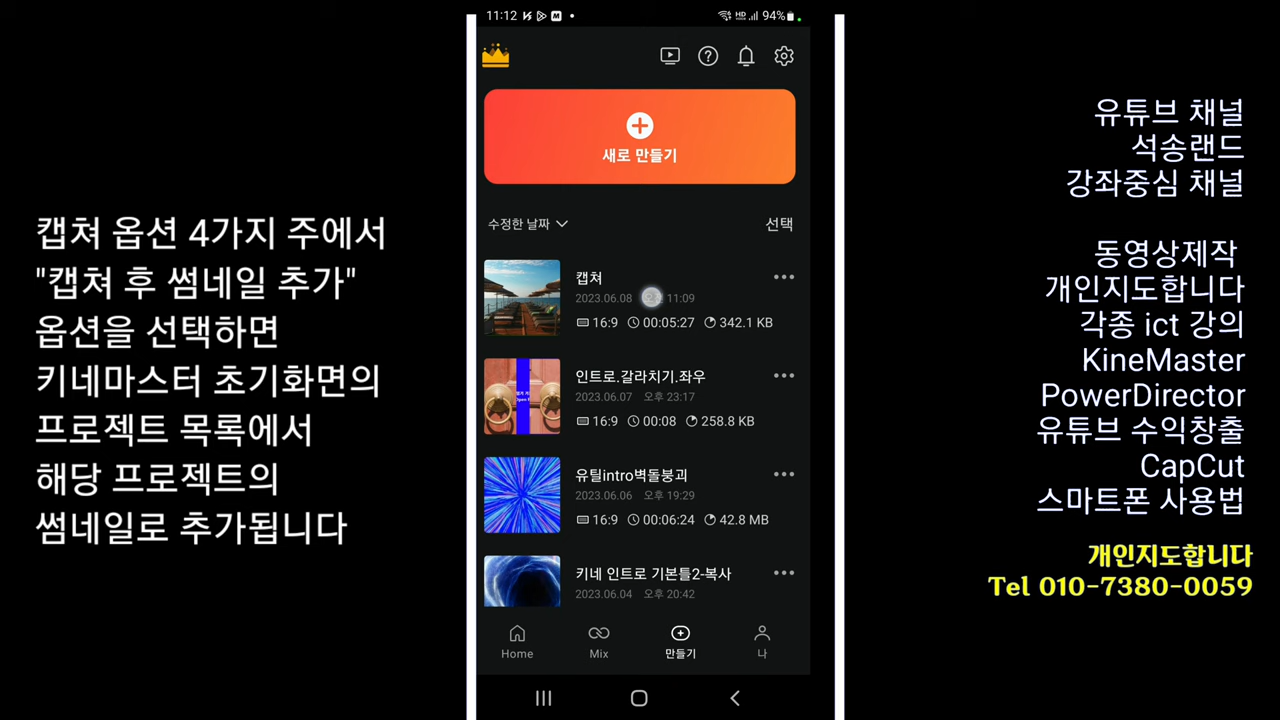 캡쳐 옵션 4가지 주에서
"캡쳐 후 썸네일 추가"
옵션을 선택하면
키네마스터 초기화면의
프로젝트 목록에서
해당 프로젝트의
썸네일로 추가됩니다
11:12
94%
새로 만들기
수정한 날짜
선택
캡쳐
2023.06.08 11:09
16:9 00:05:27 342.1 KB
인트로.갈라치기.좌우
2023.06.07 오후 23:17
16:9 00:08 258.8 KB
유틸intro벽돌붕괴
2023.06.06 오후 19:29
16:9 00:06:24 42.8 MB
키네 인트로 기본틀2-복사
2023.06.04 오후 20:42
Home
Mix
만들기
나
유튜브 채널
석송랜드
강좌중심 채널
동영상제작
개인지도합니다
각종 ict 강의
KineMaster
PowerDirector
유튜브 수익창출
CapCut
스마트폰 사용법
개인지도합니다
Tel 010-7380-0059